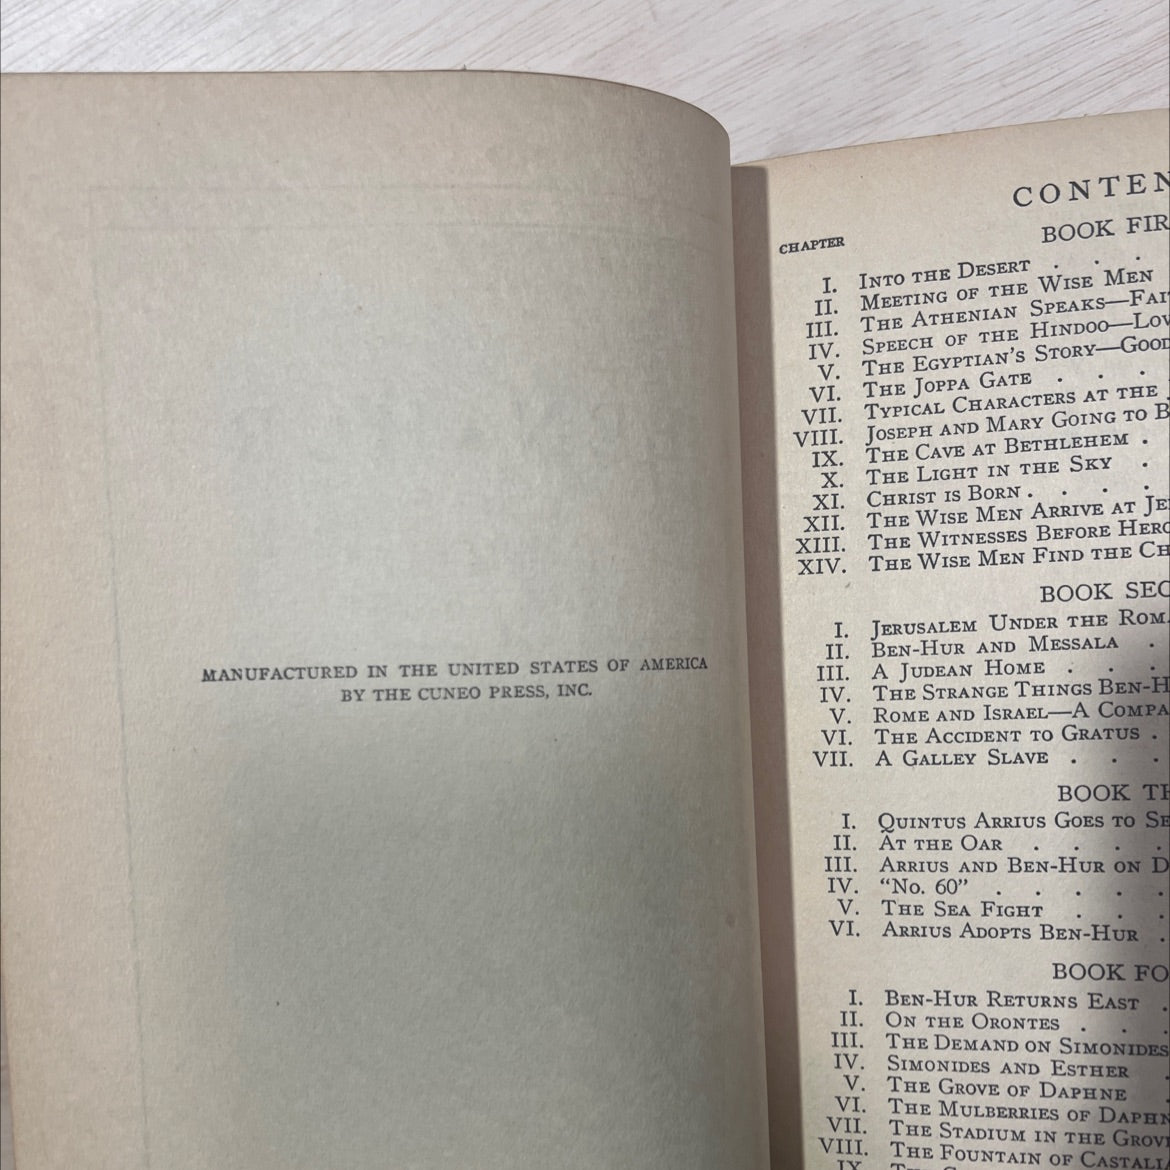 MANUFACTURED IN THE UNITED STATES OF AMERICA
BY THE CUNEO PRESS, INC.
CONTEN
BOOK FIR
CHAPTER
I. INTO THE DESERT . . .
II. MEETING OF THE WISE MEN
III. THE ATHENIAN SPEAKS—FAI
IV. SPEECH OF THE HINDOO—LOV
V. THE EGYPTIAN'S STORY—GOOD
VI. THE JOPPA GATE . . .
VII. TYPICAL CHARACTERS AT THE
VIII. JOSEPH AND MARY GOING TO B
IX. THE CAVE AT BETHLEHEM .
X. THE LIGHT IN THE SKY .
XI. CHRIST IS BORN . . . .
XII. THE WISE MEN ARRIVE AT JE
XIII. THE WITNESSES BEFORE HERO
XIV. THE WISE MEN FIND THE CH
BOOK SEC
I. JERUSALEM UNDER THE ROM
II. BEN-HUR AND MESSALA .
III. A JUDEAN HOME . . .
IV. THE STRANGE THINGS BEN-H
V. ROME AND ISRAEL—A COMPA
VI. THE ACCIDENT TO GRATUS .
VII. A GALLEY SLAVE . . .
BOOK TH
I. QUINTUS ARRIUS GOES TO SE
II. AT THE OAR . . . .
III. ARRIUS AND BEN-HUR ON D
IV. “No. 60” . . . . .
V. THE SEA FIGHT . . .
VI. ARRIUS ADOPTS BEN-HUR .
BOOK FO
I. BEN-HUR RETURNS EAST .
II. ON THE ORONTES . . .
III. THE DEMAND ON SIMONIDES
IV. SIMONIDES AND ESTHER .
V. THE GROVE OF DAPHNE .
VI. THE MULBERRIES OF DAPHN
VII. THE STADIUM IN THE GROV
VIII. THE FOUNTAIN OF CASTALI
IX. THE